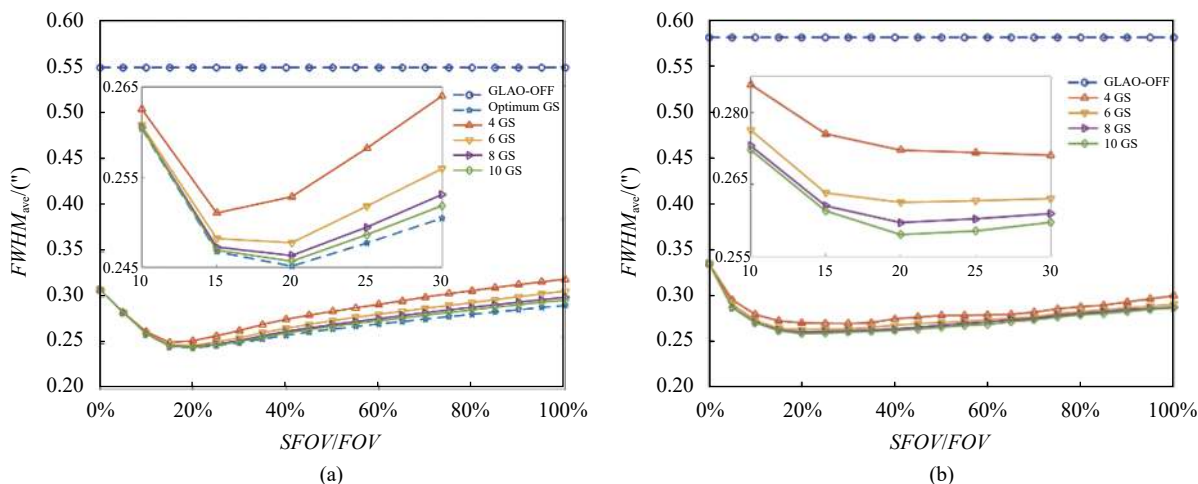 0.60
0.55
0.50
0.45
0.40
0.35
0.30
0.25
0.20
FWHM_ave/(")
0.265
0.255
0.245
10
15
20
25
30
GLAO-OFF
Optimum GS
4 GS
6 GS
8 GS
10 GS
0%
20%
40%
60%
80%
100%
SFOV/FOV
(a)
0.60
0.55
0.50
0.45
0.40
0.35
0.30
0.25
0.20
FWHM_ave/(")
0.280
0.265
0.255
10
15
20
25
30
GLAO-OFF
4 GS
6 GS
8 GS
10 GS
0%
20%
40%
60%
80%
100%
SFOV/FOV
(b)